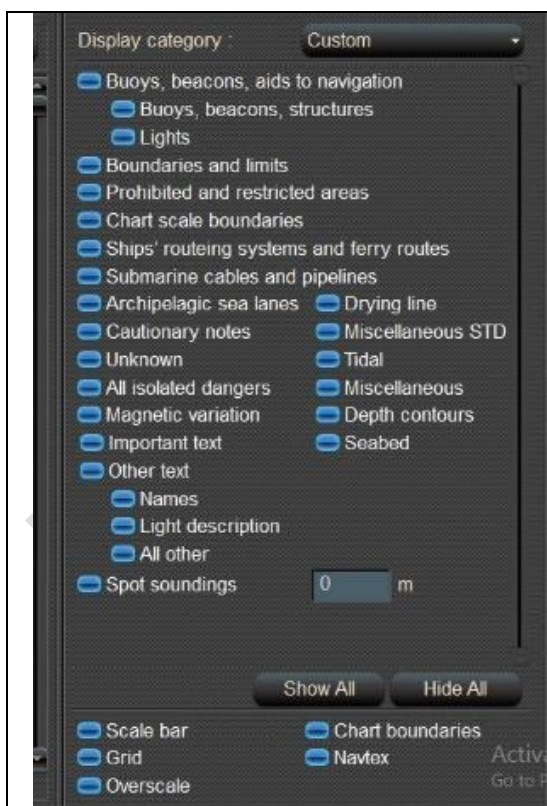 Display category : Custom
Buoys, beacons, aids to navigation
Buoys, beacons, structures
Lights
Boundaries and limits
Prohibited and restricted areas
Chart scale boundaries
Ships' routeing systems and ferry routes
Submarine cables and pipelines
Archipelagic sea lanes Drying line
Cautionary notes Miscellaneous STD
Unknown Tidal
All isolated dangers Miscellaneous
Magnetic variation Depth contours
Important text Seabed
Other text
Names
Light description
All other
Spot soundings 0 m
Show All Hide All
Scale bar Chart boundaries
Grid Navtex
Overscale
Go to